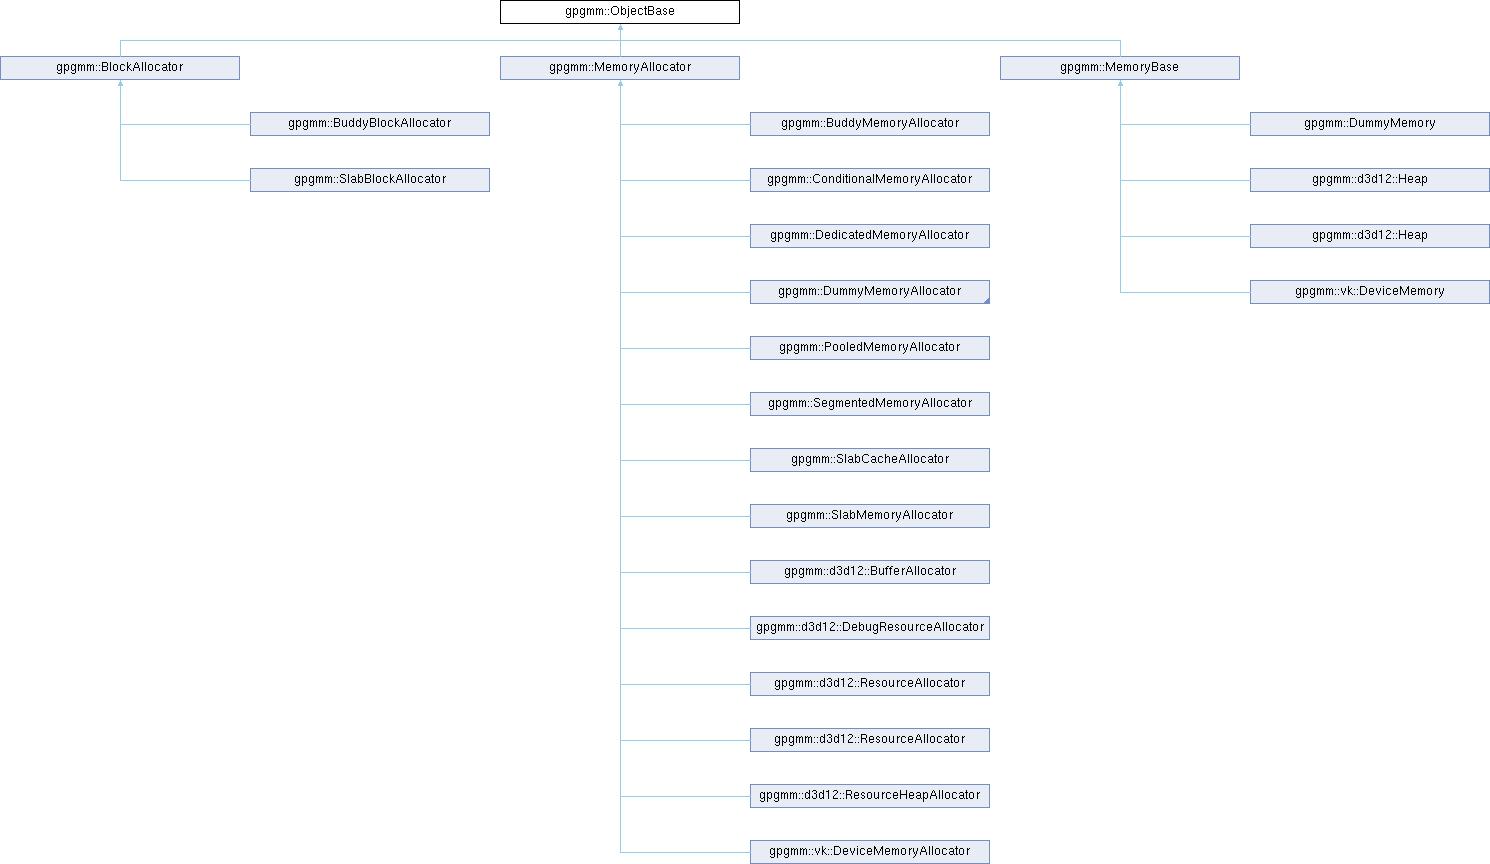 gpgmm::ObjectBase
gpgmm::BlockAllocator
gpgmm::MemoryAllocator
gpgmm::MemoryBase
gpgmm::BuddyBlockAllocator
gpgmm::BuddyMemoryAllocator
gpgmm::DummyMemory
gpgmm::SlabBlockAllocator
gpgmm::ConditionalMemoryAllocator
gpgmm::d3d12::Heap
gpgmm::DedicatedMemoryAllocator
gpgmm::d3d12::Heap
gpgmm::DummyMemoryAllocator
gpgmm::vk::DeviceMemory
gpgmm::PooledMemoryAllocator
gpgmm::SegmentedMemoryAllocator
gpgmm::SlabCacheAllocator
gpgmm::SlabMemoryAllocator
gpgmm::d3d12::BufferAllocator
gpgmm::d3d12::DebugResourceAllocator
gpgmm::d3d12::ResourceAllocator
gpgmm::d3d12::ResourceAllocator
gpgmm::d3d12::ResourceHeapAllocator
gpgmm::vk::DeviceMemoryAllocator